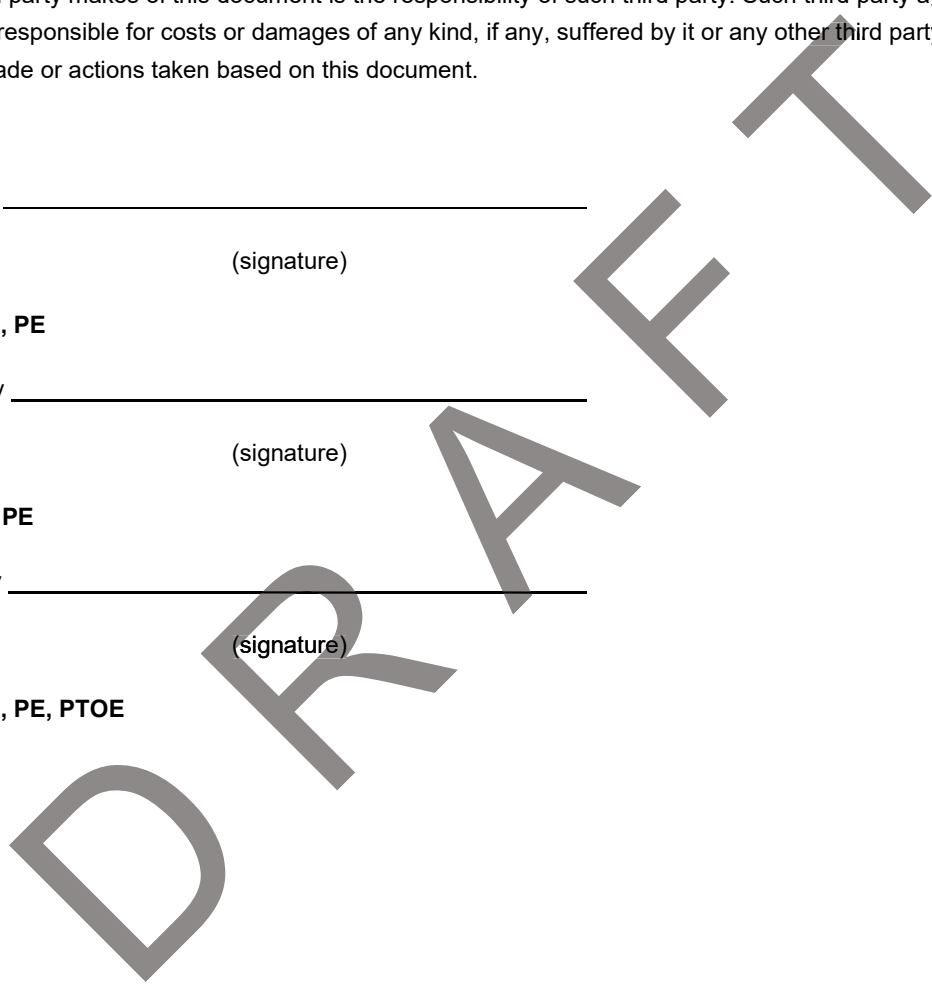 party makes of this document is the responsibility of such third party. Such third party
responsible for costs or damages of any kind, if any, suffered by it or any other third party
or actions taken based on this document.
(signature)
, PE
(signature)
PE
(signature)
, PE, PTOE
DRAFT